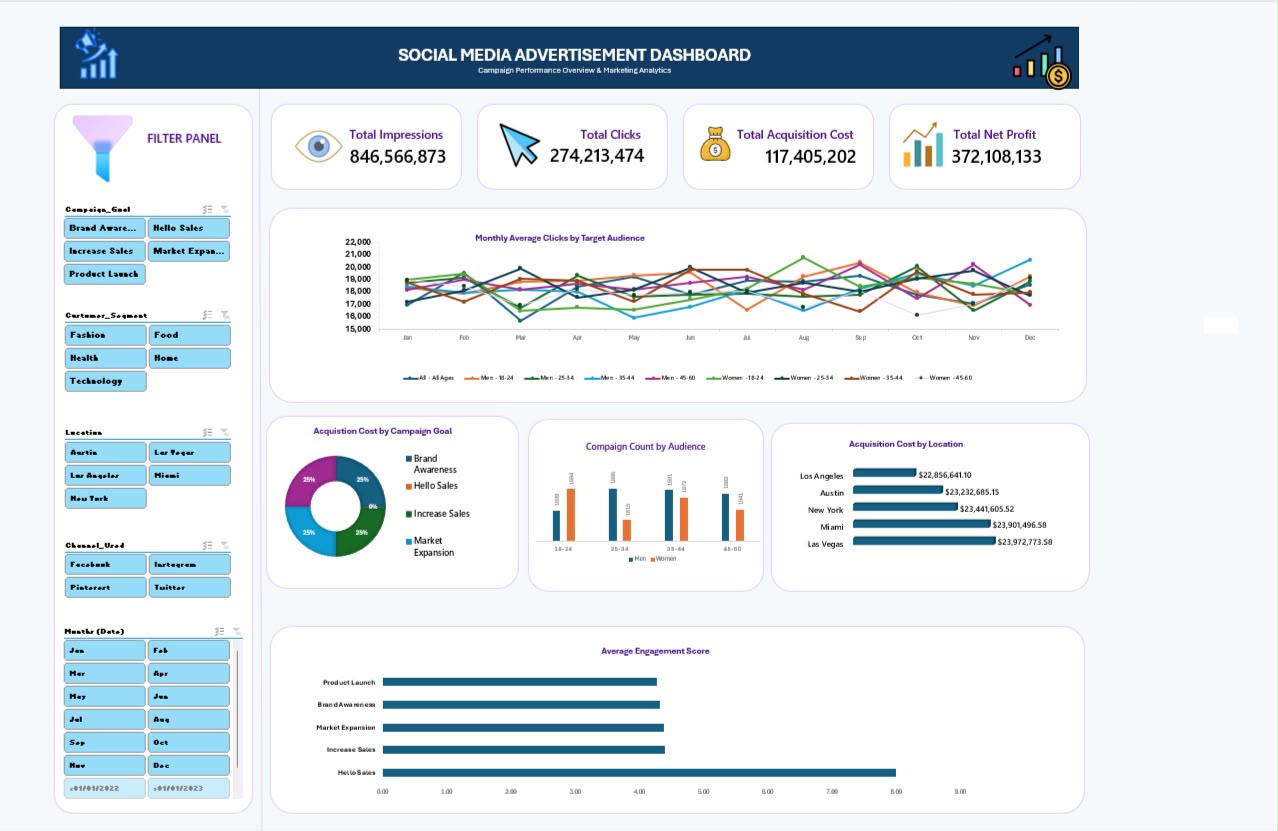 SOCIAL MEDIA ADVERTISEMENT DASHBOARD
Campaign Performance Overview & Marketing Analytics
FILTER PANEL
Campaign_Goal
Brand Aware... Hello Sales
Increase Sales Market Expan...
Product Launch
Customer_Segment
Fashion Food
Health Home
Technology
Location
Austin Las Vegas
Los Angeles Miami
New York
Channel_Used
Facebook Instagram
Pinterest Twitter
Months (Date)
Jan Feb
Mar Apr
May Jun
Jul Aug
Sep Oct
Nov Dec
<01/01/2022 >01/01/2023
Total Impressions
846,566,873
Total Clicks
274,213,474
Total Acquisition Cost
117,405,202
Total Net Profit
372,108,133
Monthly Average Clicks by Target Audience
22,000
21,000
20,000
19,000
18,000
17,000
16,000
15,000
Jan Feb Mar Apr May Jun Jul Aug Sep Oct Nov Dec
All - All Ages Men - 18-24 Men - 25-34 Men - 35-44 Men - 45-60 Women - 18-24 Women - 25-34 Women - 35-44 Women - 45-60
Acquistion Cost by Campaign Goal
25% 25%
0%
25% 25%
Brand
Awareness
Hello Sales
Increase Sales
Market
Expansion
Compaign Count by Audience
18-24 25-34 35-44 45-60
Men Women
Acquisition Cost by Location
Los Angeles $22,856,641.10
Austin $23,232,685.15
New York $23,441,605.52
Miami $23,901,496.58
Las Vegas $23,972,773.58
Average Engagement Score
Product Launch
Brand Awareness
Market Expansion
Increase Sales
Hello Sales
0.00 1.00 2.00 3.00 4.00 5.00 6.00 7.00 8.00 9.00